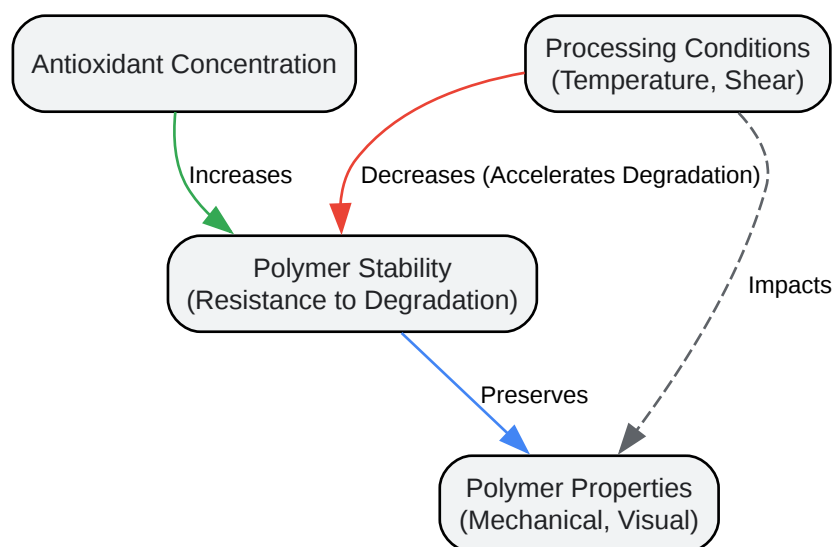 Antioxidant Concentration
Processing Conditions
(Temperature, Shear)
Increases
Decreases (Accelerates Degradation)
Polymer Stability
(Resistance to Degradation)
Impacts
Preserves
Polymer Properties
(Mechanical, Visual)